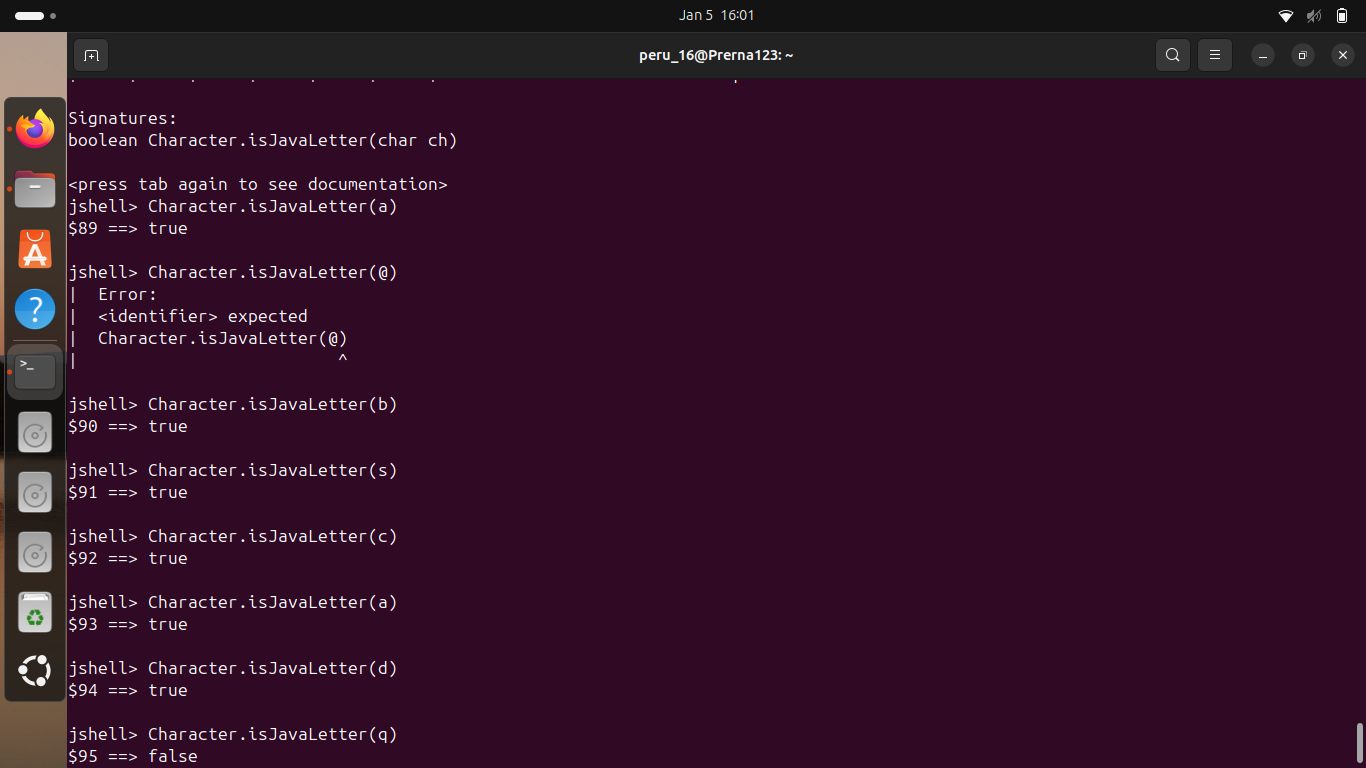 Jan 5 16:01
peru_16@Prerna123: ~
Signatures:
boolean Character.isJavaLetter(char ch)
<press tab again to see documentation>
jshell> Character.isJavaLetter(a)
$89 ==> true
jshell> Character.isJavaLetter(@)
|  Error:
|  <identifier> expected
|  Character.isJavaLetter(@)
|                          ^
jshell> Character.isJavaLetter(b)
$90 ==> true
jshell> Character.isJavaLetter(s)
$91 ==> true
jshell> Character.isJavaLetter(c)
$92 ==> true
jshell> Character.isJavaLetter(a)
$93 ==> true
jshell> Character.isJavaLetter(d)
$94 ==> true
jshell> Character.isJavaLetter(q)
$95 ==> false